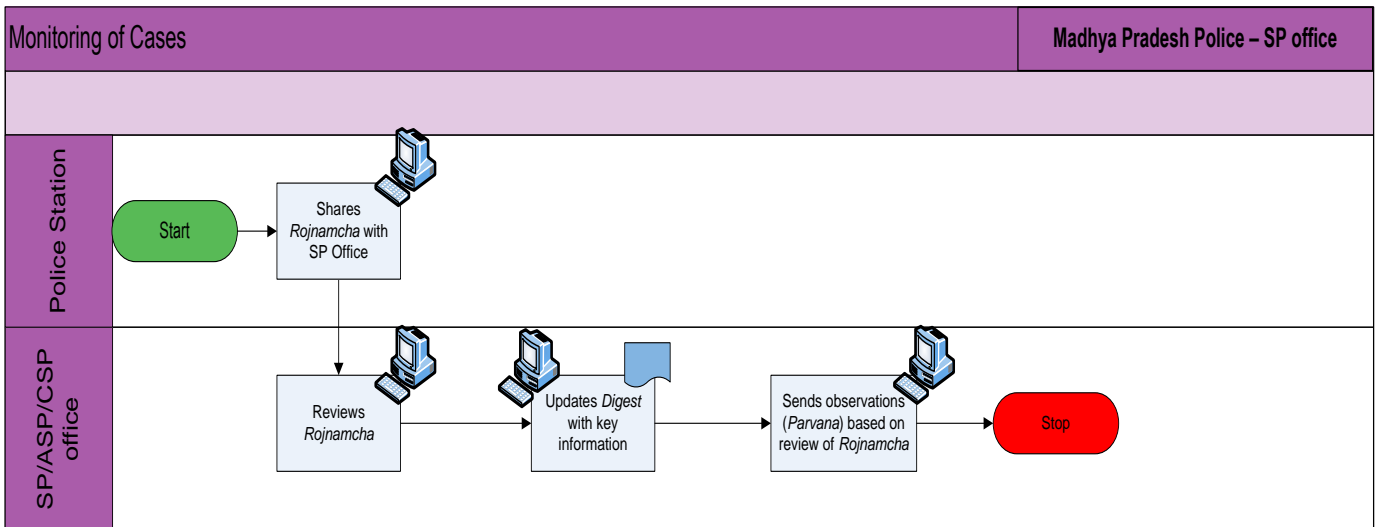 Monitoring of Cases
Madhya Pradesh Police – SP office
Police Station
Start
Shares
Rojnamcha with
SP Office
SP/ASP/CSP
office
Reviews
Rojnamcha
Updates Digest
with key
information
Sends observations
(Parvana) based on
review of Rojnamcha
Stop